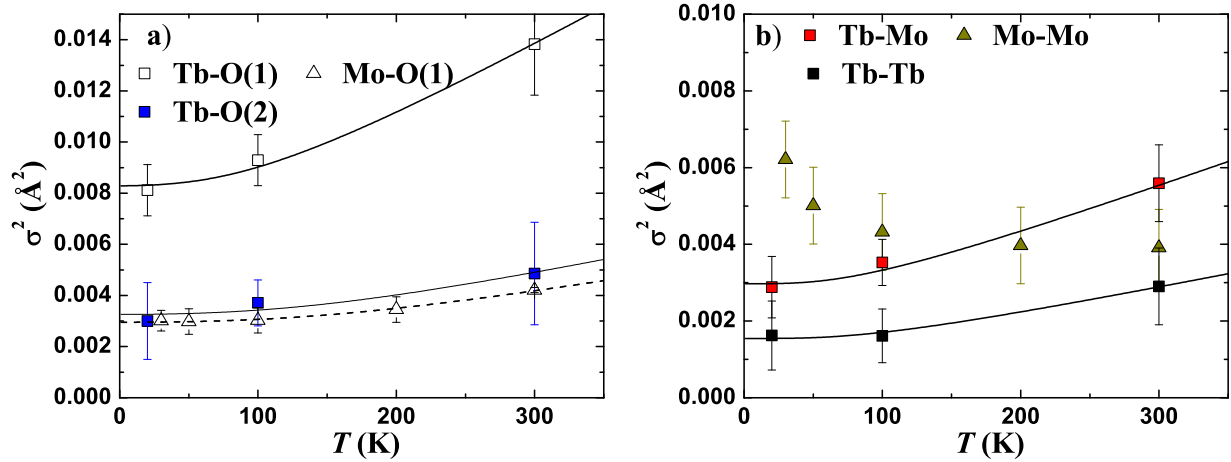 a)
Tb-O(1) Mo-O(1)
Tb-O(2)
σ² (Å²)
0.014
0.012
0.010
0.008
0.006
0.004
0.002
0.000
0 100 200 300
T (K)
b)
Tb-Mo Mo-Mo
Tb-Tb
σ² (Å²)
0.010
0.008
0.006
0.004
0.002
0.000
0 100 200 300
T (K)